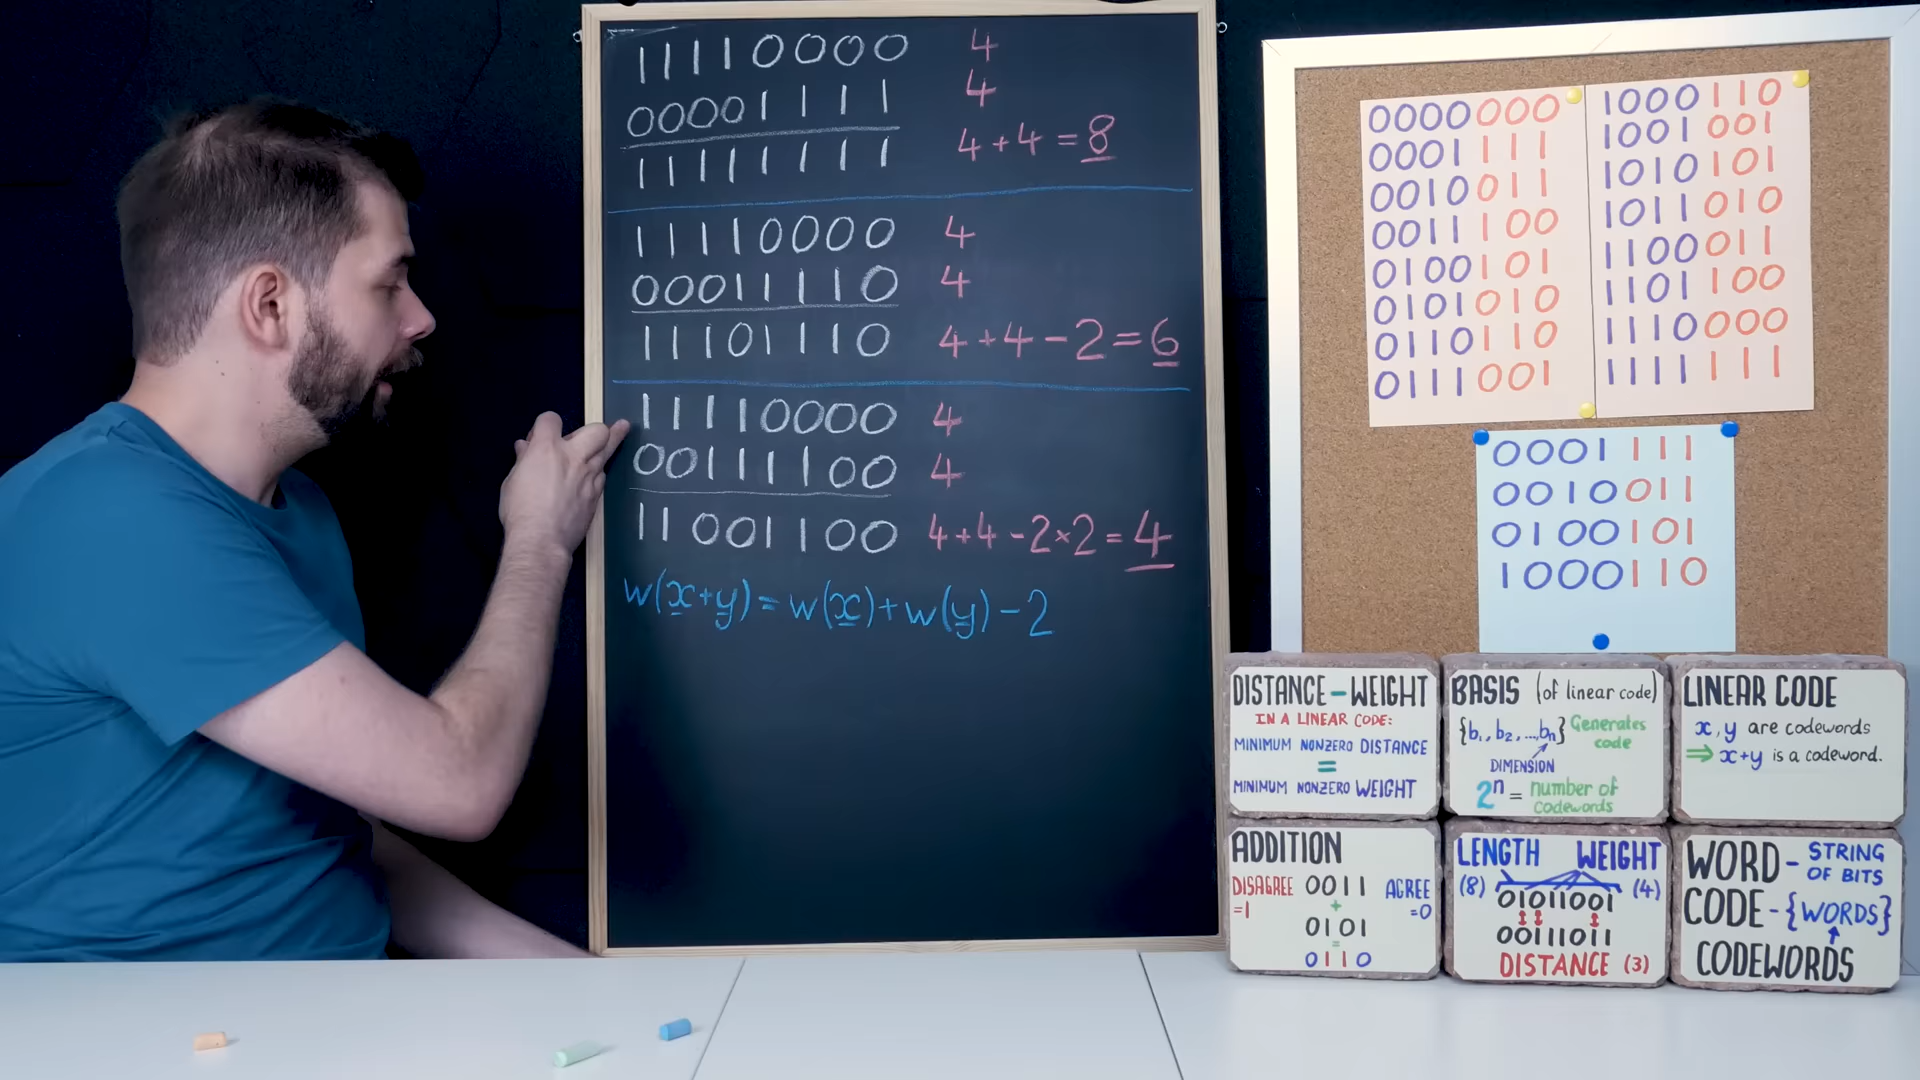 11110000 4
00001111 4
11111111 4+4=8
11110000 4
00011110 4
11101110 4+4-2=6
11110000 4
00111100 4
11001100 4+4-2×2=4
w(x+y)=w(x)+w(y)-2
0000000
0001111
0010011
0011100
0100101
0101010
0110110
0111001
1000110
1001001
1010101
1011010
1100011
1101100
1110000
1111111
0001111
0010011
0100101
1000110
DISTANCE-WEIGHT
IN A LINEAR CODE:
MINIMUM NONZERO DISTANCE
=
MINIMUM NONZERO WEIGHT
BASIS (of linear code)
{b₁, b₂, ..., bₙ} Generates
code
DIMENSION
2ⁿ = number of
codewords
LINEAR CODE
x, y are codewords
⇒ x+y is a codeword.
ADDITION
DISAGREE 0011 AGREE
=1 + =0
0101
=
0110
LENGTH WEIGHT
(8) (4)
01011001
00111011
DISTANCE (3)
WORD - STRING
OF BITS
CODE - {WORDS}
CODEWORDS